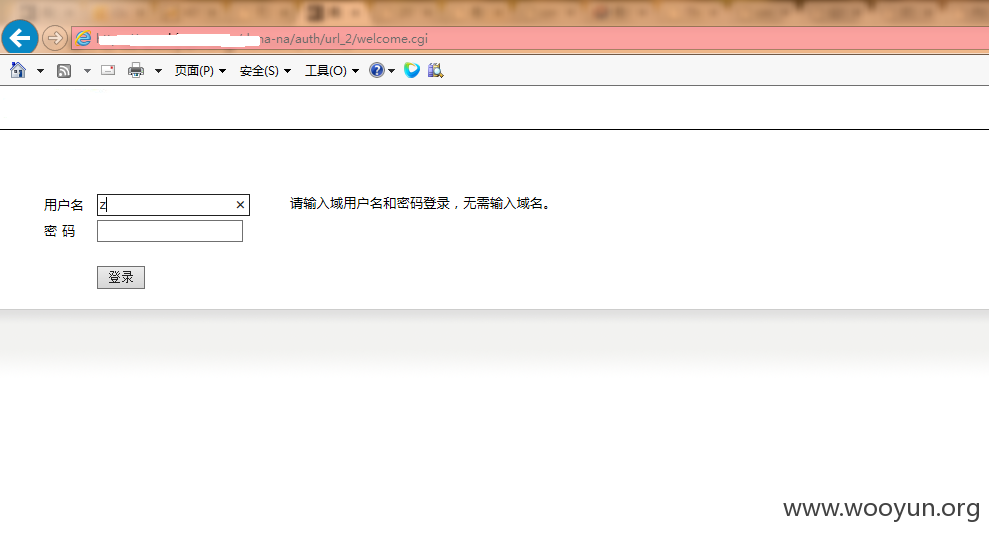 na-na/auth/url_2/welcome.cgi
页面(P) 安全(S) 工具(O)
用户名 z
请输入域用户名和密码登录，无需输入域名。
密 码
登录
www.wooyun.org